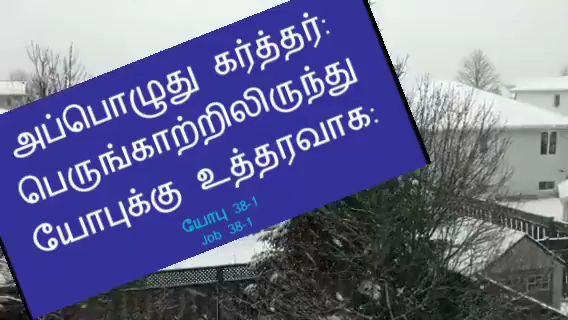 அப்பொழுது கர்த்தர்:
பெருங்காற்றிலிருந்து
யோபுக்கு உத்தரவாக:
யோபு 38-1
Job 38-1